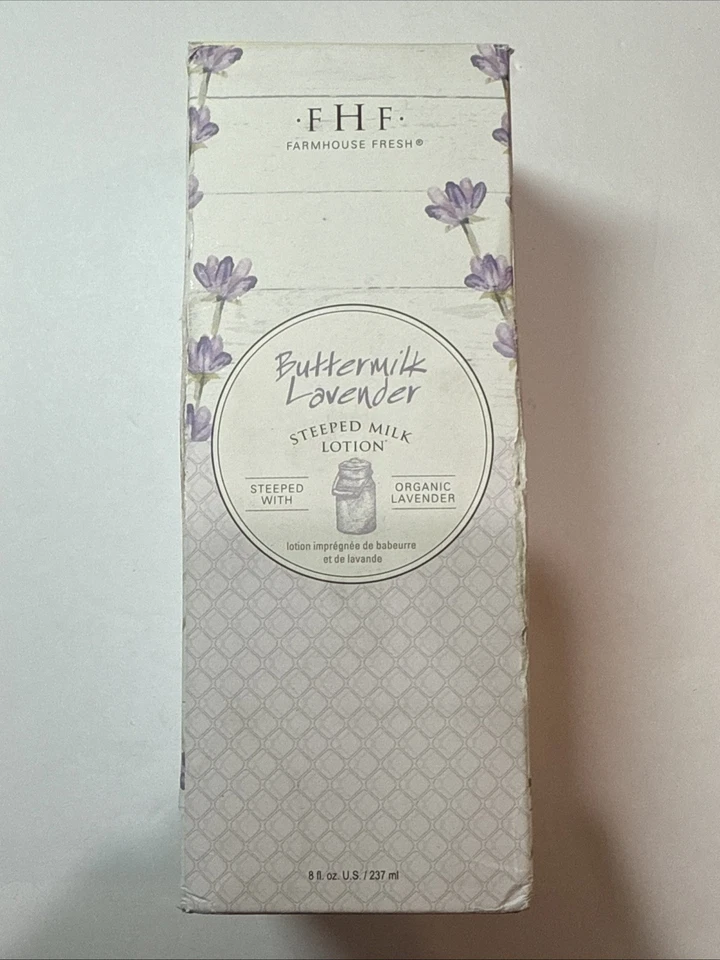 ·FHF·
FARMHOUSE FRESH®
Buttermilk
Lavender
STEEPED MILK
LOTION™
STEEPED
WITH
ORGANIC
LAVENDER
lotion imprégnée de babeurre
et de lavande
8 fl. oz. U.S. / 237 ml